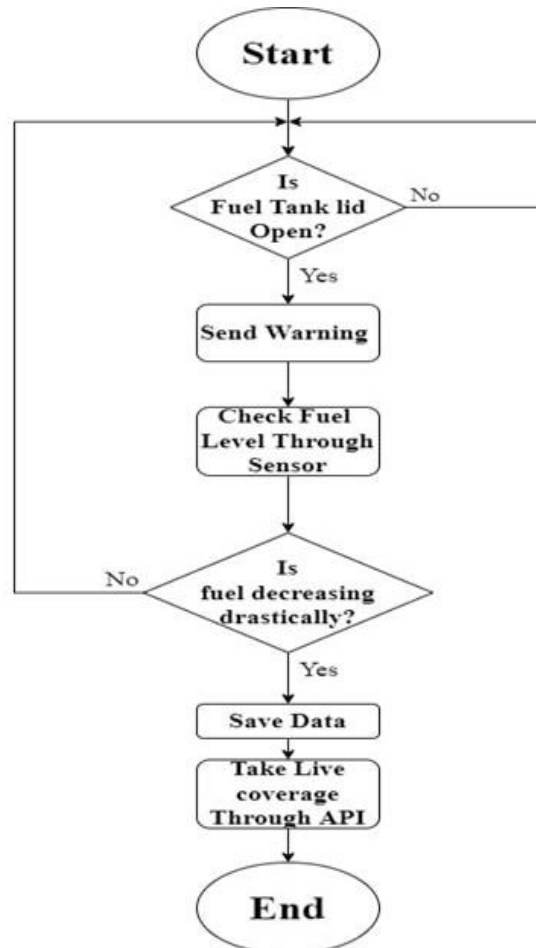 Start
Is
Fuel Tank lid
Open?
No
Yes
Send Warning
Check Fuel
Level Through
Sensor
Is
fuel decreasing
drastically?
No
Yes
Save Data
Take Live
coverage
Through API
End